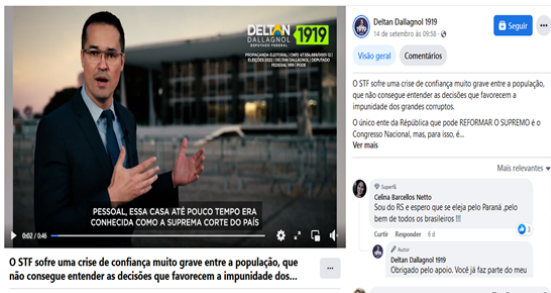 DELTAN 1919
DALLAGNOL
DEPUTADO FEDERAL
PESSOAL, ESSA CASA ATÉ POUCO TEMPO ERA
CONHECIDA COMO A SUPREMA CORTE DO PAÍS
0:02 / 0:46
O STF sofre uma crise de confiança muito grave entre a população, que
não consegue entender as decisões que favorecem a impunidade dos...
Deltan Dallagnol 1919
14 de setembro às 09:58
Seguir
Visão geral
Comentários
O STF sofre uma crise de confiança muito grave entre a população,
que não consegue entender as decisões que favorecem a
impunidade dos grandes corruptos.
O único ente da República que pode REFORMAR O SUPREMO é o
Congresso Nacional, mas, para isso, é...
Ver mais
Mais relevantes
Superfã
Celina Barcellos Netto
Sou do RS e espero que se eleja pelo Paraná ,pelo
bem de todos os brasileiros !!!
Curtir Responder 6 d
Autor
Deltan Dallagnol 1919
Obrigado pelo apoio. Você já faz parte do meu